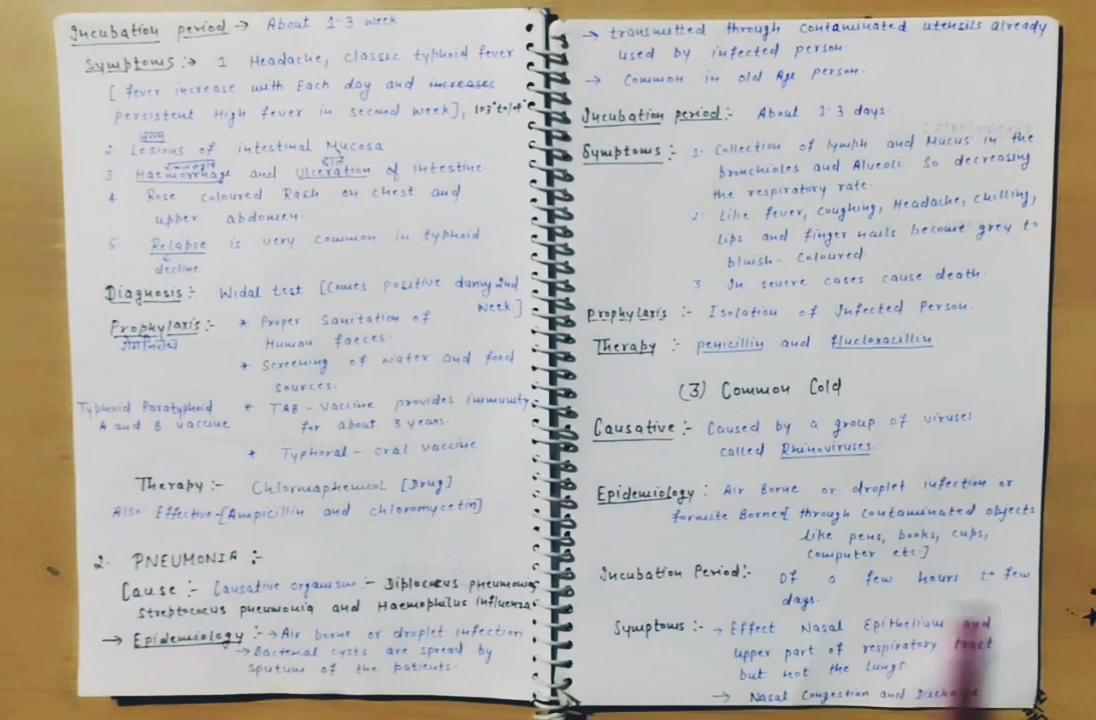 Incubation period → About 1-3 week
Symptoms :→ 1 Headache, classic typhoid fever
[ fever increase with Each day and increases
persistent High fever in second week], 103° to 104°
2. Lesions of intestinal Mucosa
3 Haemorrhage and Ulceration of intestine.
4. Rose coloured Rash on chest and
upper abdomen.
5. Relapse is very common in typhoid
decline
Diagnosis :- Widal test [Comes positive during 2nd
week.]
Prophylaxis :- * Proper Sanitation of
रोगनिरोध Human faeces.
* Screening of water and food
sources.
Typhoid Paratyphoid * TAB - Vaccine provides immunity
A and B vaccine for about 3 years.
* Typhoral - oral vaccine
Therapy :- Chlormaphenicol [Drug]
Also Effective-[Ampicillin and chloromycetin]
2. PNEUMONIA :-
Cause :- Causative organism :- Diplococus pneumonia,
Streptococus pneumonia and Haemophilus influenza.
→ Epidemiology :- → Air borne or droplet infection
→ Bacterial cysts are spread by
sputum of the patients.
→ transmitted through contaminated utensils already
used by infected person.
→ Common in old Age person.
Incubation period :- About 1-3 days.
Symptoms :- 1. Collection of lymph and Mucus in the
bronchioles and Alveoli so decreasing
the respiratory rate.
2. Like fever, coughing, Headache, chilling,
lips and finger nails become grey to
bluish - coloured.
3. In severe cases cause death.
Prophylaxis :- Isolation of Infected Person.
Therapy :- penicillin and flucloxacillin
(3) Common Cold
Causative :- Caused by a group of viruses
called Rhinoviruses.
Epidemiology : Air Borne or droplet infection or
formite Borne[ through contaminated objects
like pens, books, cups,
computer etc.]
Incubation Period :- Of a few hours to few
days.
Symptoms :- → Effect Nasal Epithelium and
upper part of respiratory tract
but not the lungs
→ Nasal Congestion and Discharge